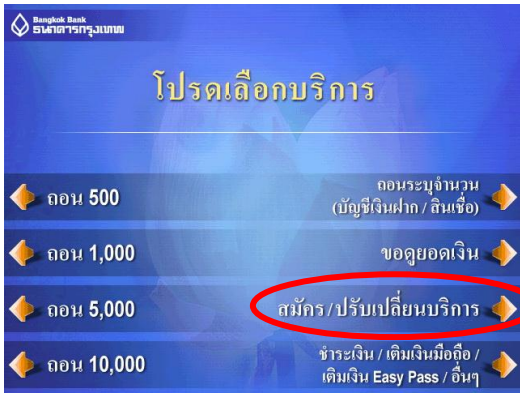 Bangkok Bank
ธนาคารกรุงเทพ
โปรดเลือกบริการ
ถอน 500
ถอนระบุจำนวน
(บัญชีเงินฝาก / สินเชื่อ)
ถอน 1,000
ขอดูยอดเงิน
ถอน 5,000
สมัคร/ปรับเปลี่ยนบริการ
ถอน 10,000
ชำระเงิน / เติมเงินมือถือ /
เติมเงิน Easy Pass / อื่นๆ